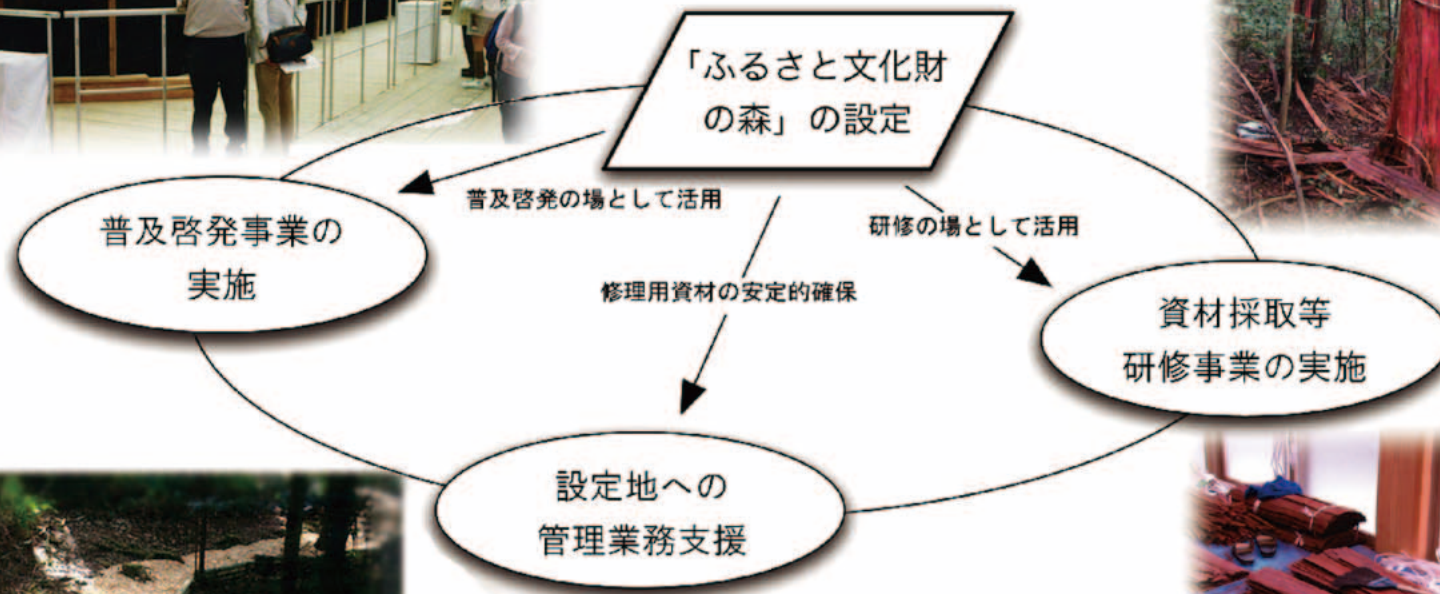 「ふるさと文化財
の森」の設定
普及啓発の場として活用
研修の場として活用
普及啓発事業の
実施
修理用資材の安定的確保
資材採取等
研修事業の実施
設定地への
管理業務支援